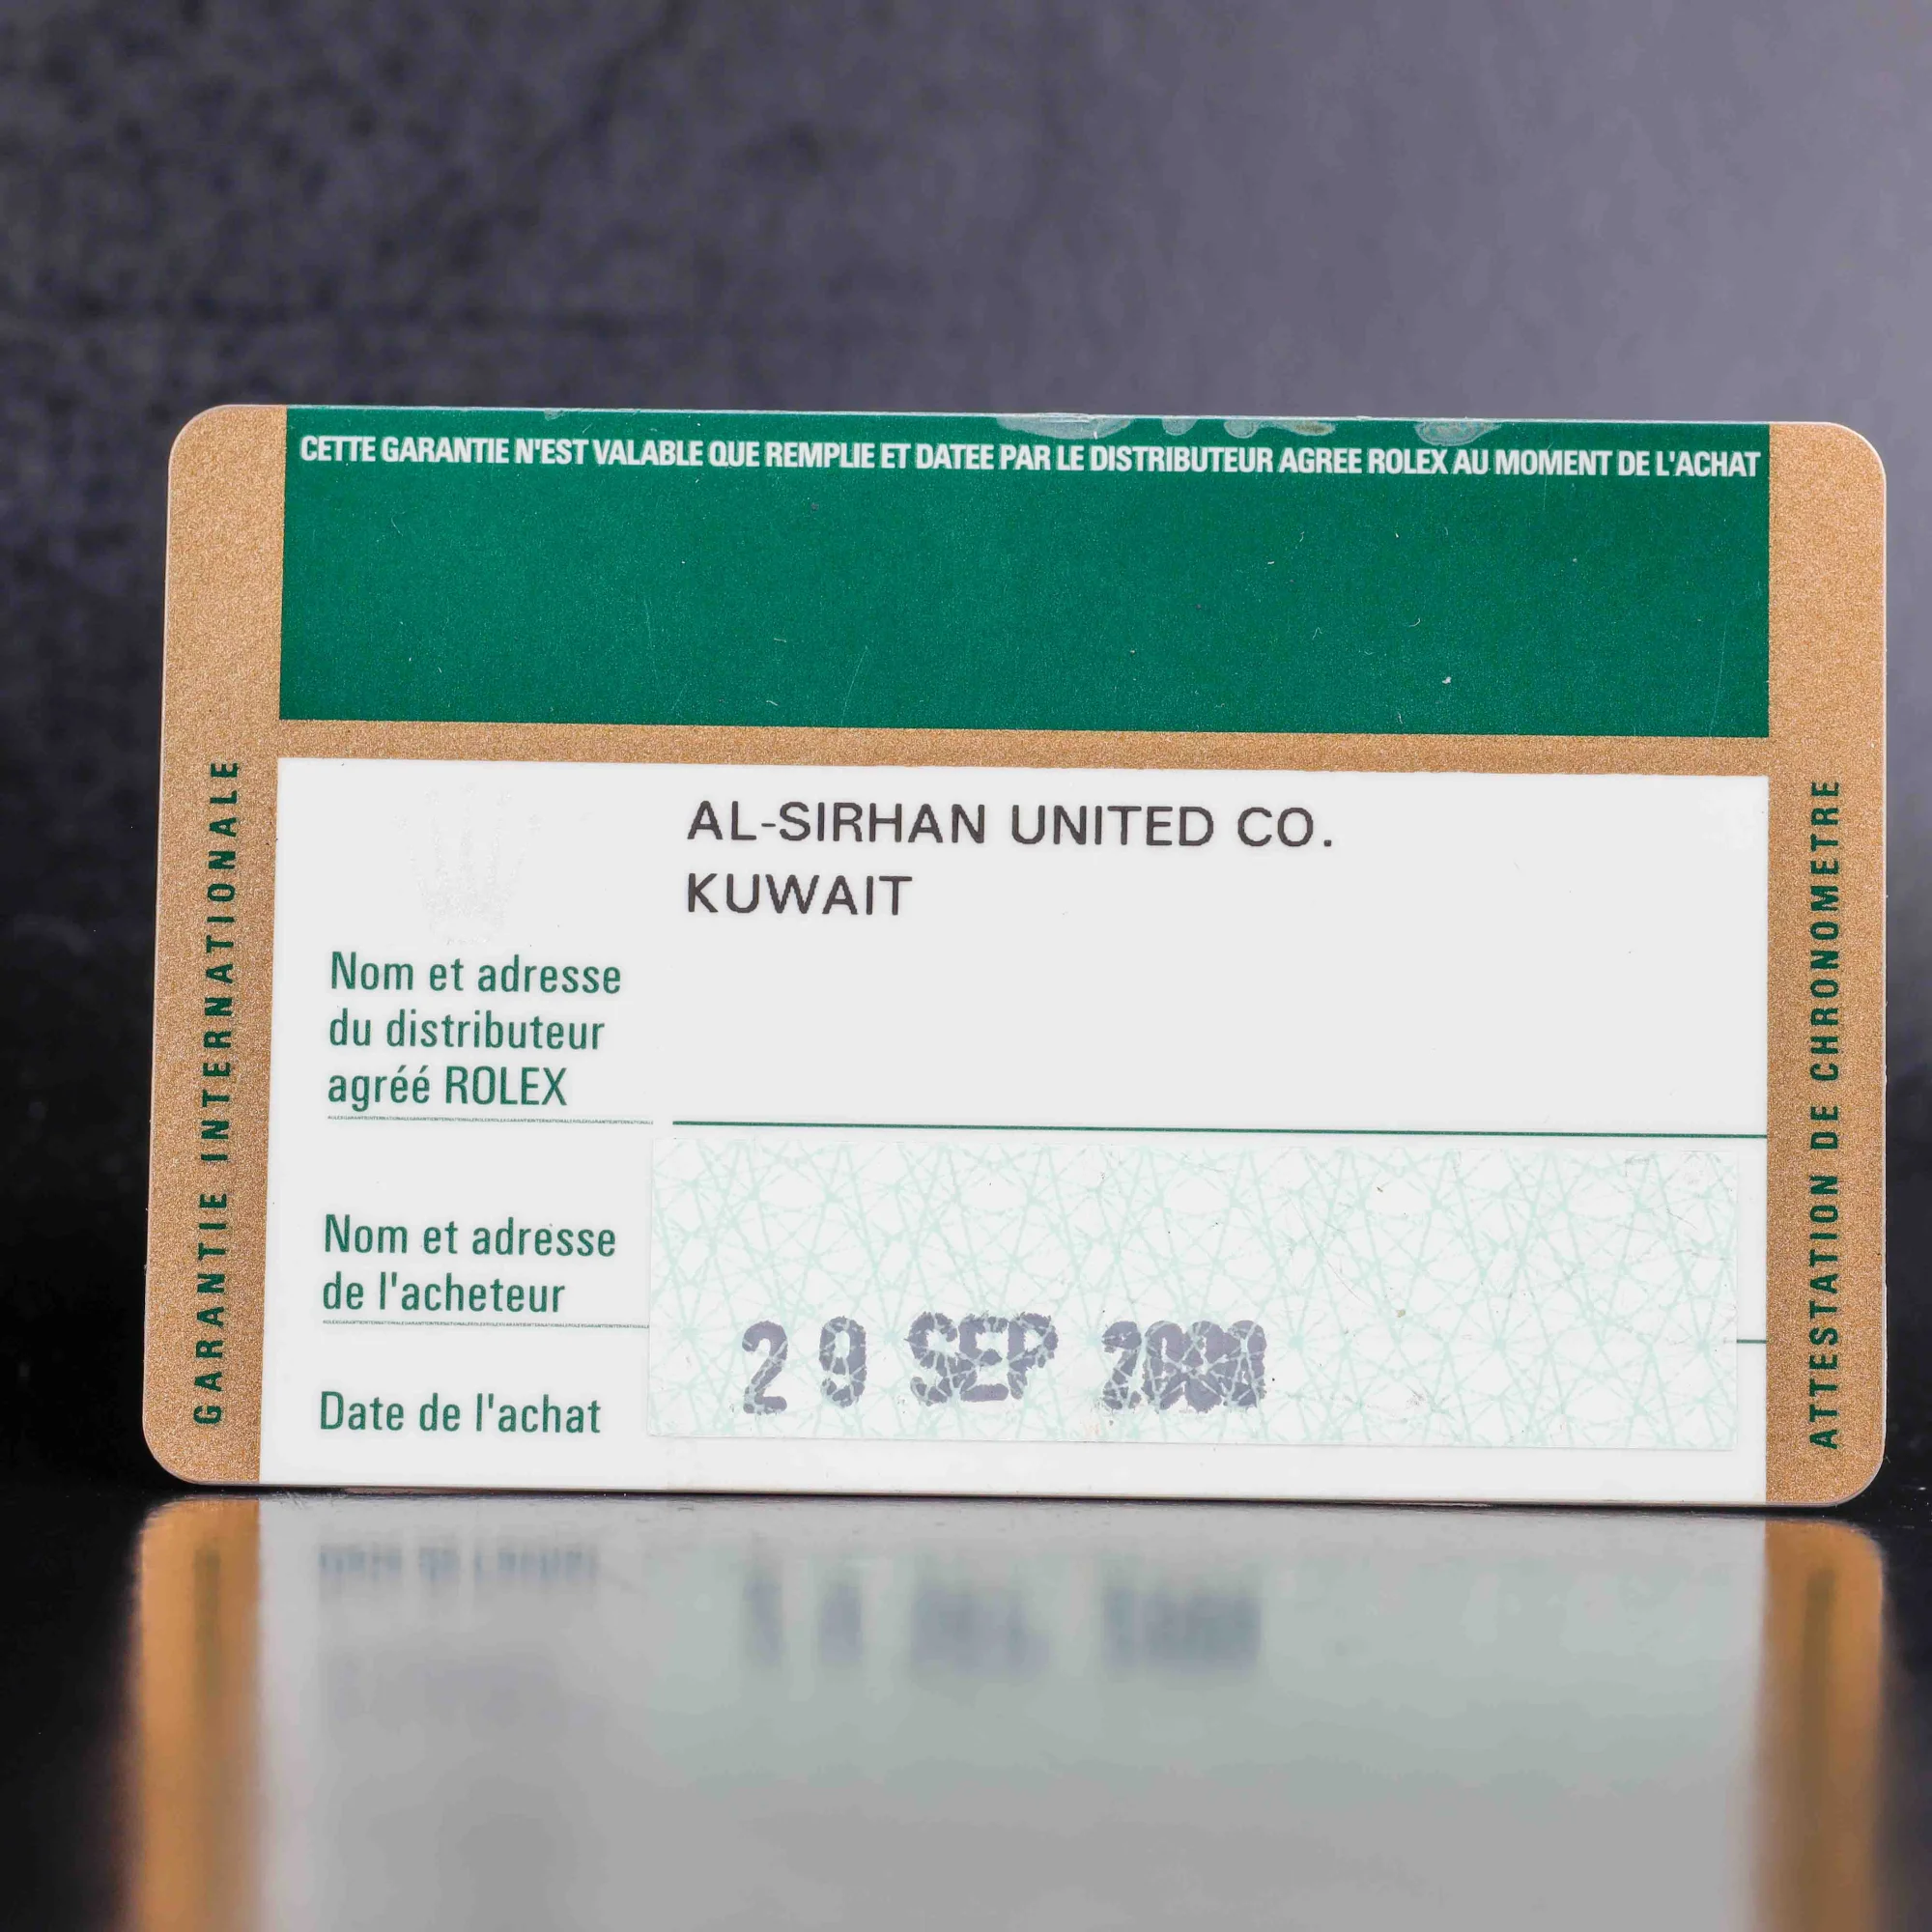 CETTE GARANTIE N'EST VALABLE QUE REMPLIE ET DATEE PAR LE DISTRIBUTEUR AGREE ROLEX AU MOMENT DE L'ACHAT
GARANTIE INTERNATIONALE
AL-SIRHAN UNITED CO.
KUWAIT
Nom et adresse
du distributeur
agréé ROLEX
Nom et adresse
de l'acheteur
29 SEP
Date de l'achat
ATTESTATION DE CHRONOMETRE